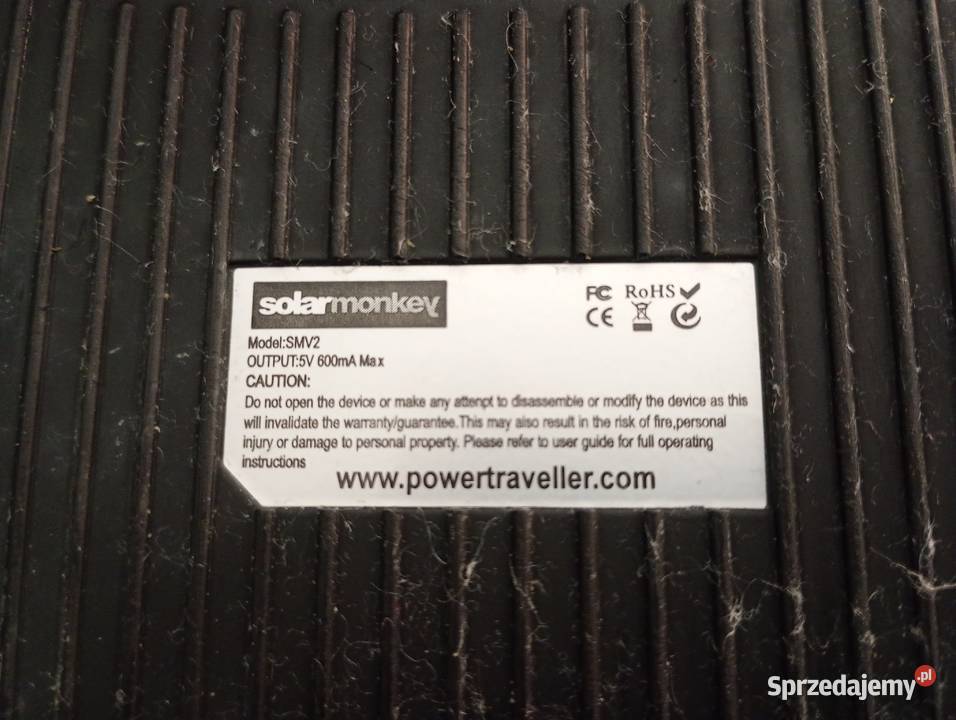 solarmonkey
FC RoHS
CE
Model:SMV2
OUTPUT:5V 600mA Max
CAUTION:
Do not open the device or make any attenpt to disassemble or modify the device as this
will invalidate the warranty/guarantee.This may also result in the risk of fire,personal
injury or damage to personal property. Please refer to user guide for full operating
instructions
www.powertraveller.com
Sprzedajemy.pl